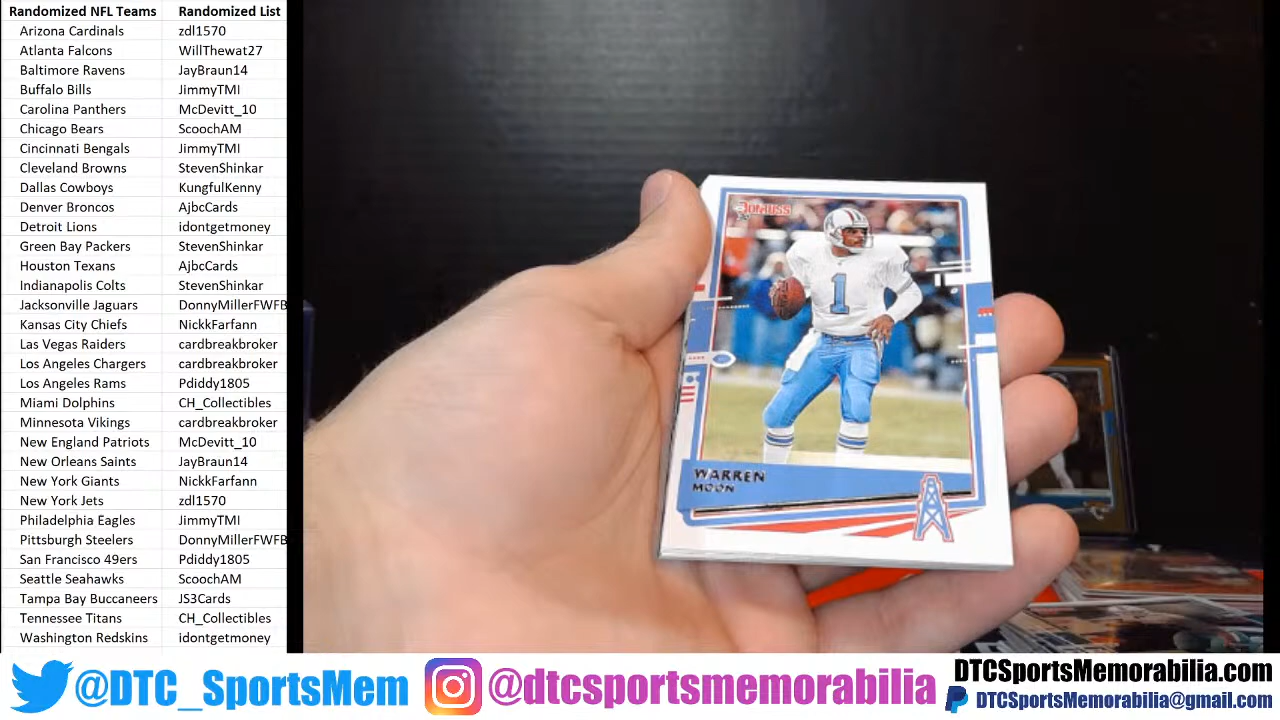 Randomized NFL Teams Randomized List
Arizona Cardinals zdl1570
Atlanta Falcons WillThewat27
Baltimore Ravens JayBraun14
Buffalo Bills JimmyTMI
Carolina Panthers McDevitt_10
Chicago Bears ScoochAM
Cincinnati Bengals JimmyTMI
Cleveland Browns StevenShinkar
Dallas Cowboys KungfulKenny
Denver Broncos AjbcCards
Detroit Lions idontgetmoney
Green Bay Packers StevenShinkar
Houston Texans AjbcCards
Indianapolis Colts StevenShinkar
Jacksonville Jaguars DonnyMillerFWFB
Kansas City Chiefs NickkFarfann
Las Vegas Raiders cardbreakbroker
Los Angeles Chargers cardbreakbroker
Los Angeles Rams Pdiddy1805
Miami Dolphins CH_Collectibles
Minnesota Vikings cardbreakbroker
New England Patriots McDevitt_10
New Orleans Saints JayBraun14
New York Giants NickkFarfann
New York Jets zdl1570
Philadelphia Eagles JimmyTMI
Pittsburgh Steelers DonnyMillerFWFB
San Francisco 49ers Pdiddy1805
Seattle Seahawks ScoochAM
Tampa Bay Buccaneers JS3Cards
Tennessee Titans CH_Collectibles
Washington Redskins idontgetmoney
Donruss
1
WARREN
MOON
@DTC_SportsMem
@dtcsportsmemorabilia
DTCSportsMemorabilia.com
DTCSportsMemorabilia@gmail.com